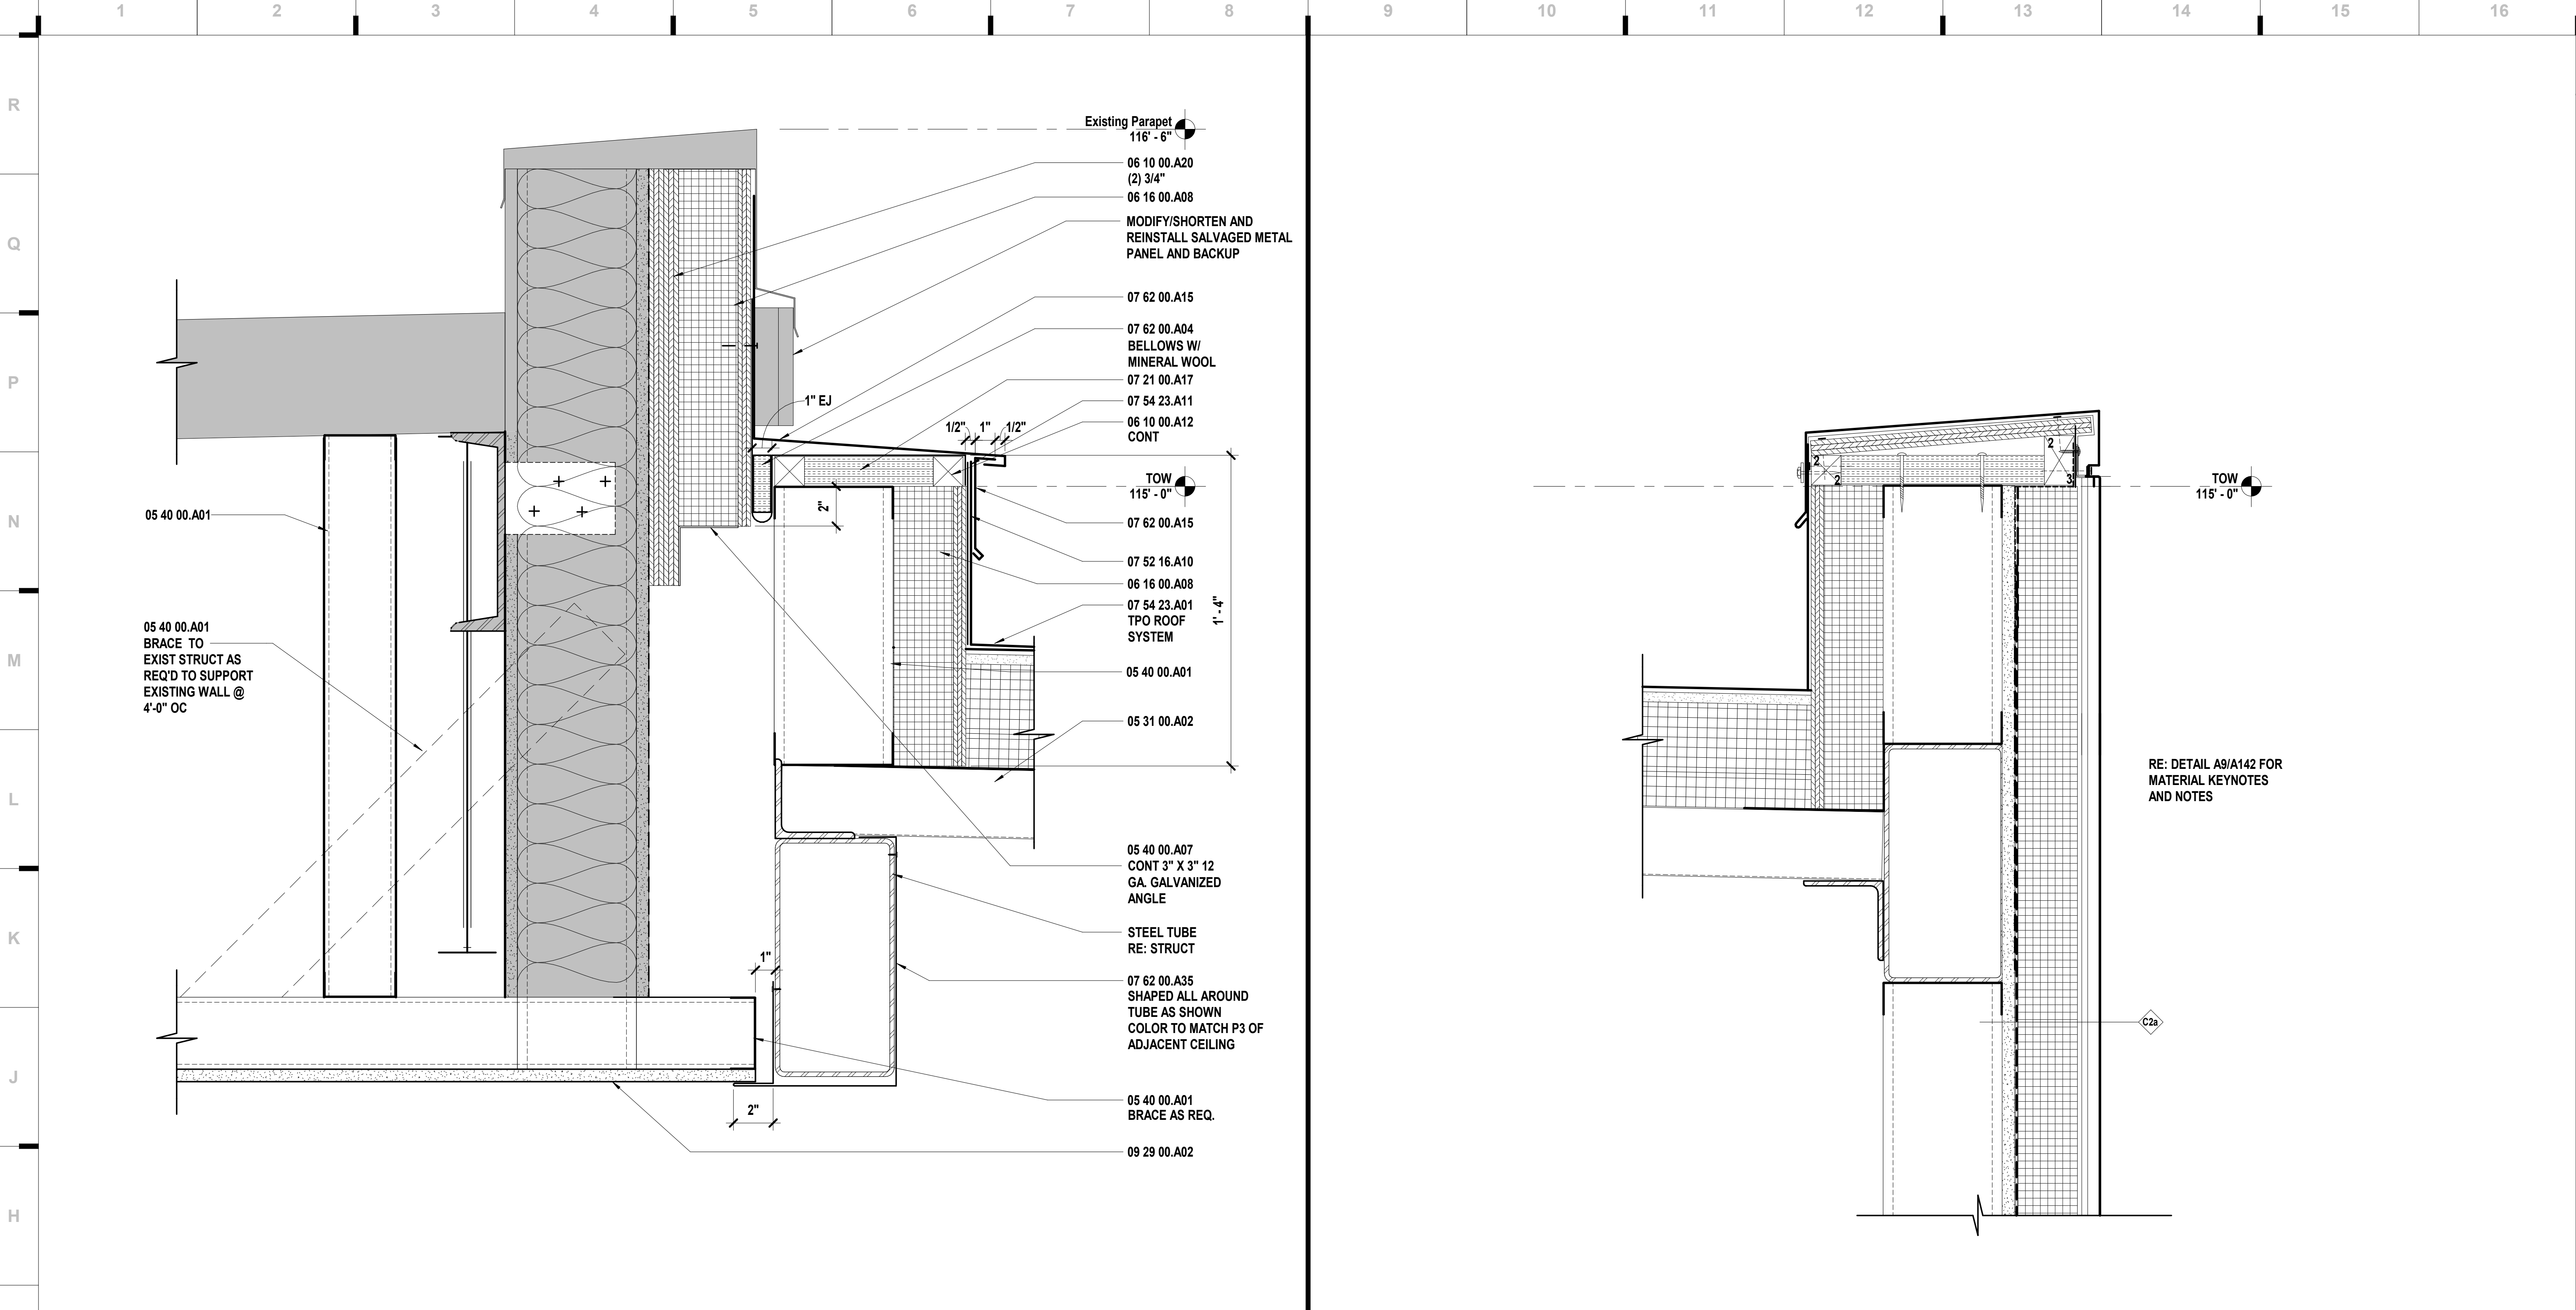 1 2 3 4 5 6 7 8 9 10 11 12 13 14 15 16
R
Q
P
N
M
L
K
J
H
Existing Parapet
116' - 6"
06 10 00.A20
(2) 3/4"
06 16 00.A08
MODIFY/SHORTEN AND
REINSTALL SALVAGED METAL
PANEL AND BACKUP
07 62 00.A15
07 62 00.A04
BELLOWS W/
MINERAL WOOL
07 21 00.A17
07 54 23.A11
06 10 00.A12
CONT
1" EJ
1/2" 1" 1/2"
TOW
115' - 0"
2"
07 62 00.A15
07 52 16.A10
06 16 00.A08
07 54 23.A01
TPO ROOF
SYSTEM
1' - 4"
05 40 00.A01
05 31 00.A02
05 40 00.A01
05 40 00.A01
BRACE TO
EXIST STRUCT AS
REQ'D TO SUPPORT
EXISTING WALL @
4'-0" OC
05 40 00.A07
CONT 3" X 3" 12
GA. GALVANIZED
ANGLE
STEEL TUBE
RE: STRUCT
1"
07 62 00.A35
SHAPED ALL AROUND
TUBE AS SHOWN
COLOR TO MATCH P3 OF
ADJACENT CEILING
2"
05 40 00.A01
BRACE AS REQ.
09 29 00.A02
2
2
2
3
TOW
115' - 0"
RE: DETAIL A9/A142 FOR
MATERIAL KEYNOTES
AND NOTES
C2a